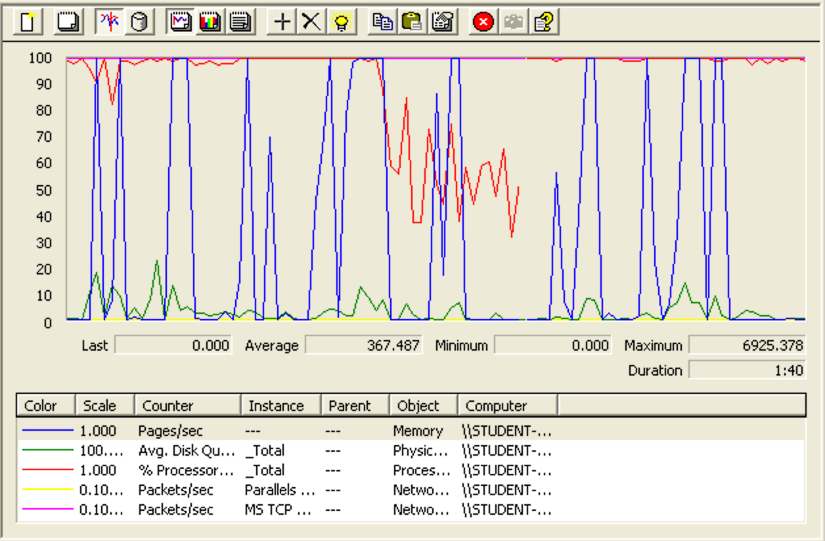 100
90
80
70
60
50
40
30
20
10
0
Last 0.000 Average 367.487 Minimum 0.000 Maximum 6925.378
Duration 1:40
Color Scale Counter Instance Parent Object Computer
1.000 Pages/sec --- --- Memory \\STUDENT-...
100.... Avg. Disk Qu... _Total --- Physic... \\STUDENT-...
1.000 % Processor... _Total --- Proces... \\STUDENT-...
0.10... Packets/sec Parallels ... --- Netwo... \\STUDENT-...
0.10... Packets/sec MS TCP ... --- Netwo... \\STUDENT-...